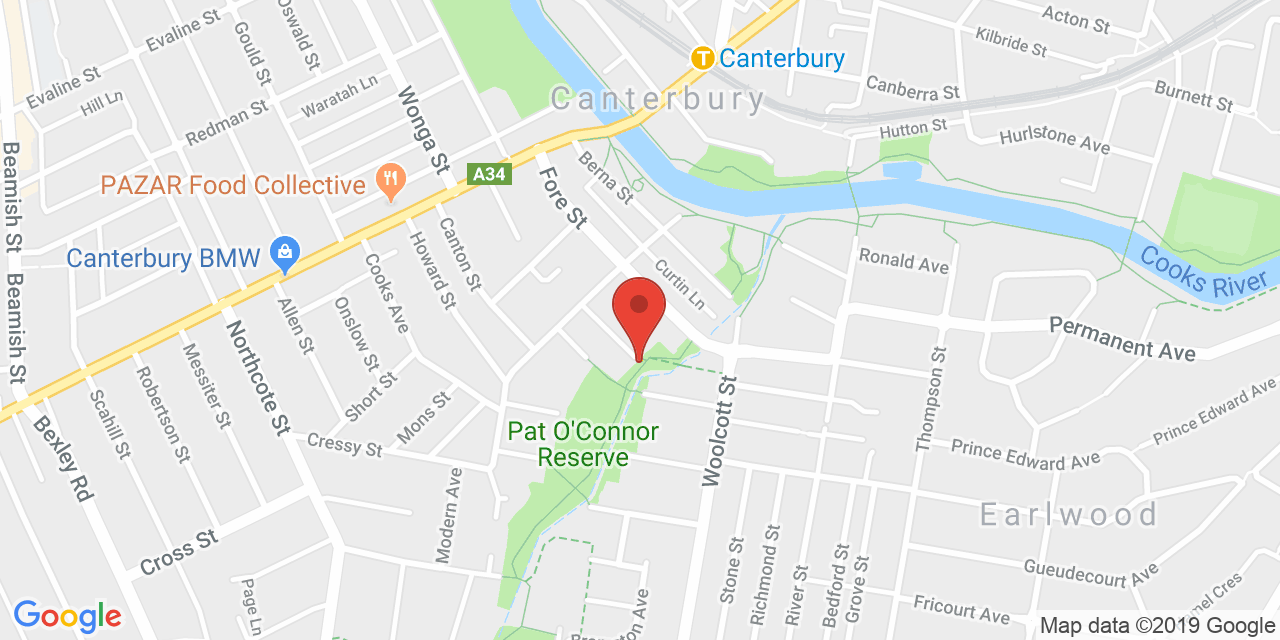 Evaline St
Oswald St
Gould St
Evaline St
Hill Ln
Redman St
Waratah Ln
Wonga St
Beamish St
Beamish St
PAZAR Food Collective
A34
T
Canterbury
Canterbury
Acton St
Kilbride St
Canberra St
Burnett St
Hutton St
Hurlstone Ave
Berna St
Fore St
Canterbury BMW
Canton St
Howard St
Cooks Ave
Allen St
Onslow St
Short St
Mons St
Northcote St
Messiter St
Robertson St
Scahill St
Bexley Rd
Cressy St
Cross St
Modern Ave
Page Ln
Curtin Ln
Ronald Ave
Cooks River
Permanent Ave
Pat O'Connor
Reserve
Woolcott St
Thompson St
Prince Edward Ave
Prince Edward Ave
Earlwood
Gueudecourt Ave
Fricourt Ave
Stone St
Richmond St
River St
Bedford St
Grove St
Google
Map data ©2019 Google